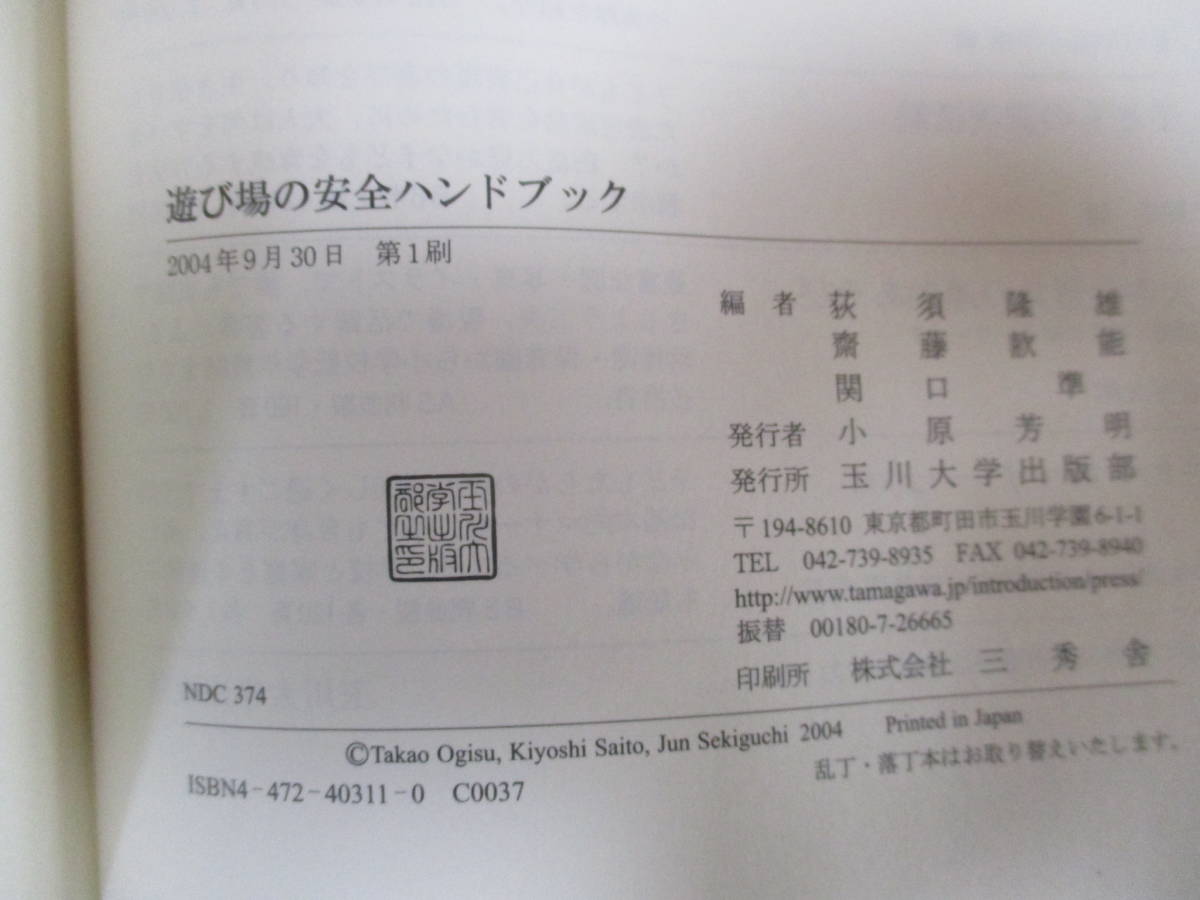 遊び場の安全ハンドブック
2004年9月30日 第1刷
編者 荻須隆雄
齋藤歖能
関口準
発行者 小原芳明
発行所 玉川大学出版部
〒194-8610 東京都町田市玉川学園6-1-1
TEL 042-739-8935 FAX 042-739-8940
http://www.tamagawa.jp/introduction/press/
振替 00180-7-26665
印刷所 株式会社 三秀舎
NDC 374
©Takao Ogisu, Kiyoshi Saito, Jun Sekiguchi 2004 Printed in Japan
乱丁・落丁本はお取り替えいたします。
ISBN4-472-40311-0 C0037